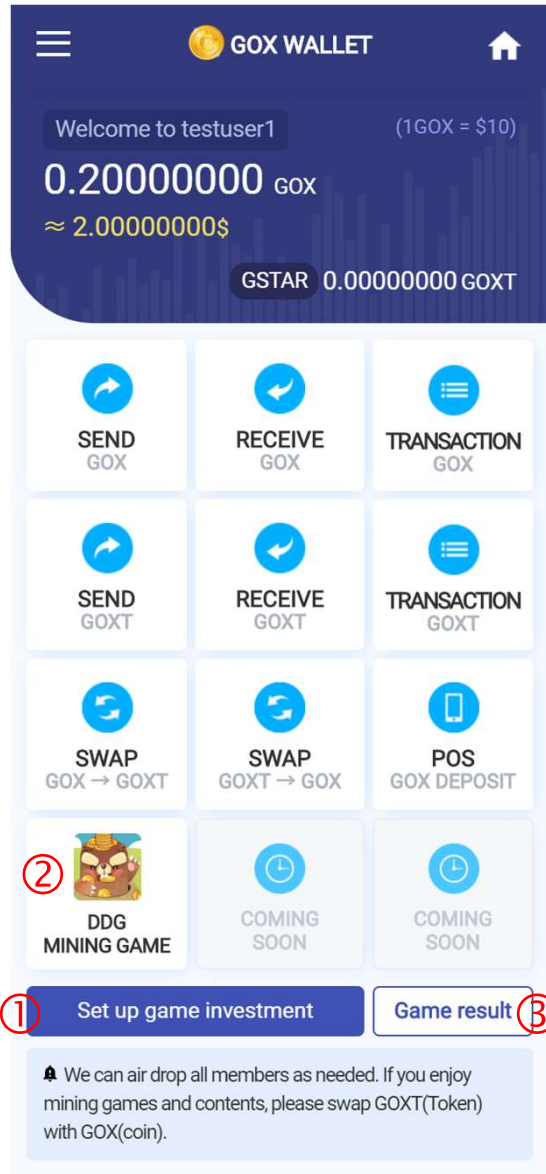 GOX WALLET
Welcome to testuser1
(1GOX = $10)
0.20000000 GOX
≈ 2.00000000$
GSTAR 0.00000000 GOXT
SEND
GOX
RECEIVE
GOX
TRANSACTION
GOX
SEND
GOXT
RECEIVE
GOXT
TRANSACTION
GOXT
SWAP
GOX → GOXT
SWAP
GOXT → GOX
POS
GOX DEPOSIT
②
DDG
MINING GAME
COMING
SOON
COMING
SOON
① Set up game investment
Game result ③
We can air drop all members as needed. If you enjoy
mining games and contents, please swap GOXT(Token)
with GOX(coin).